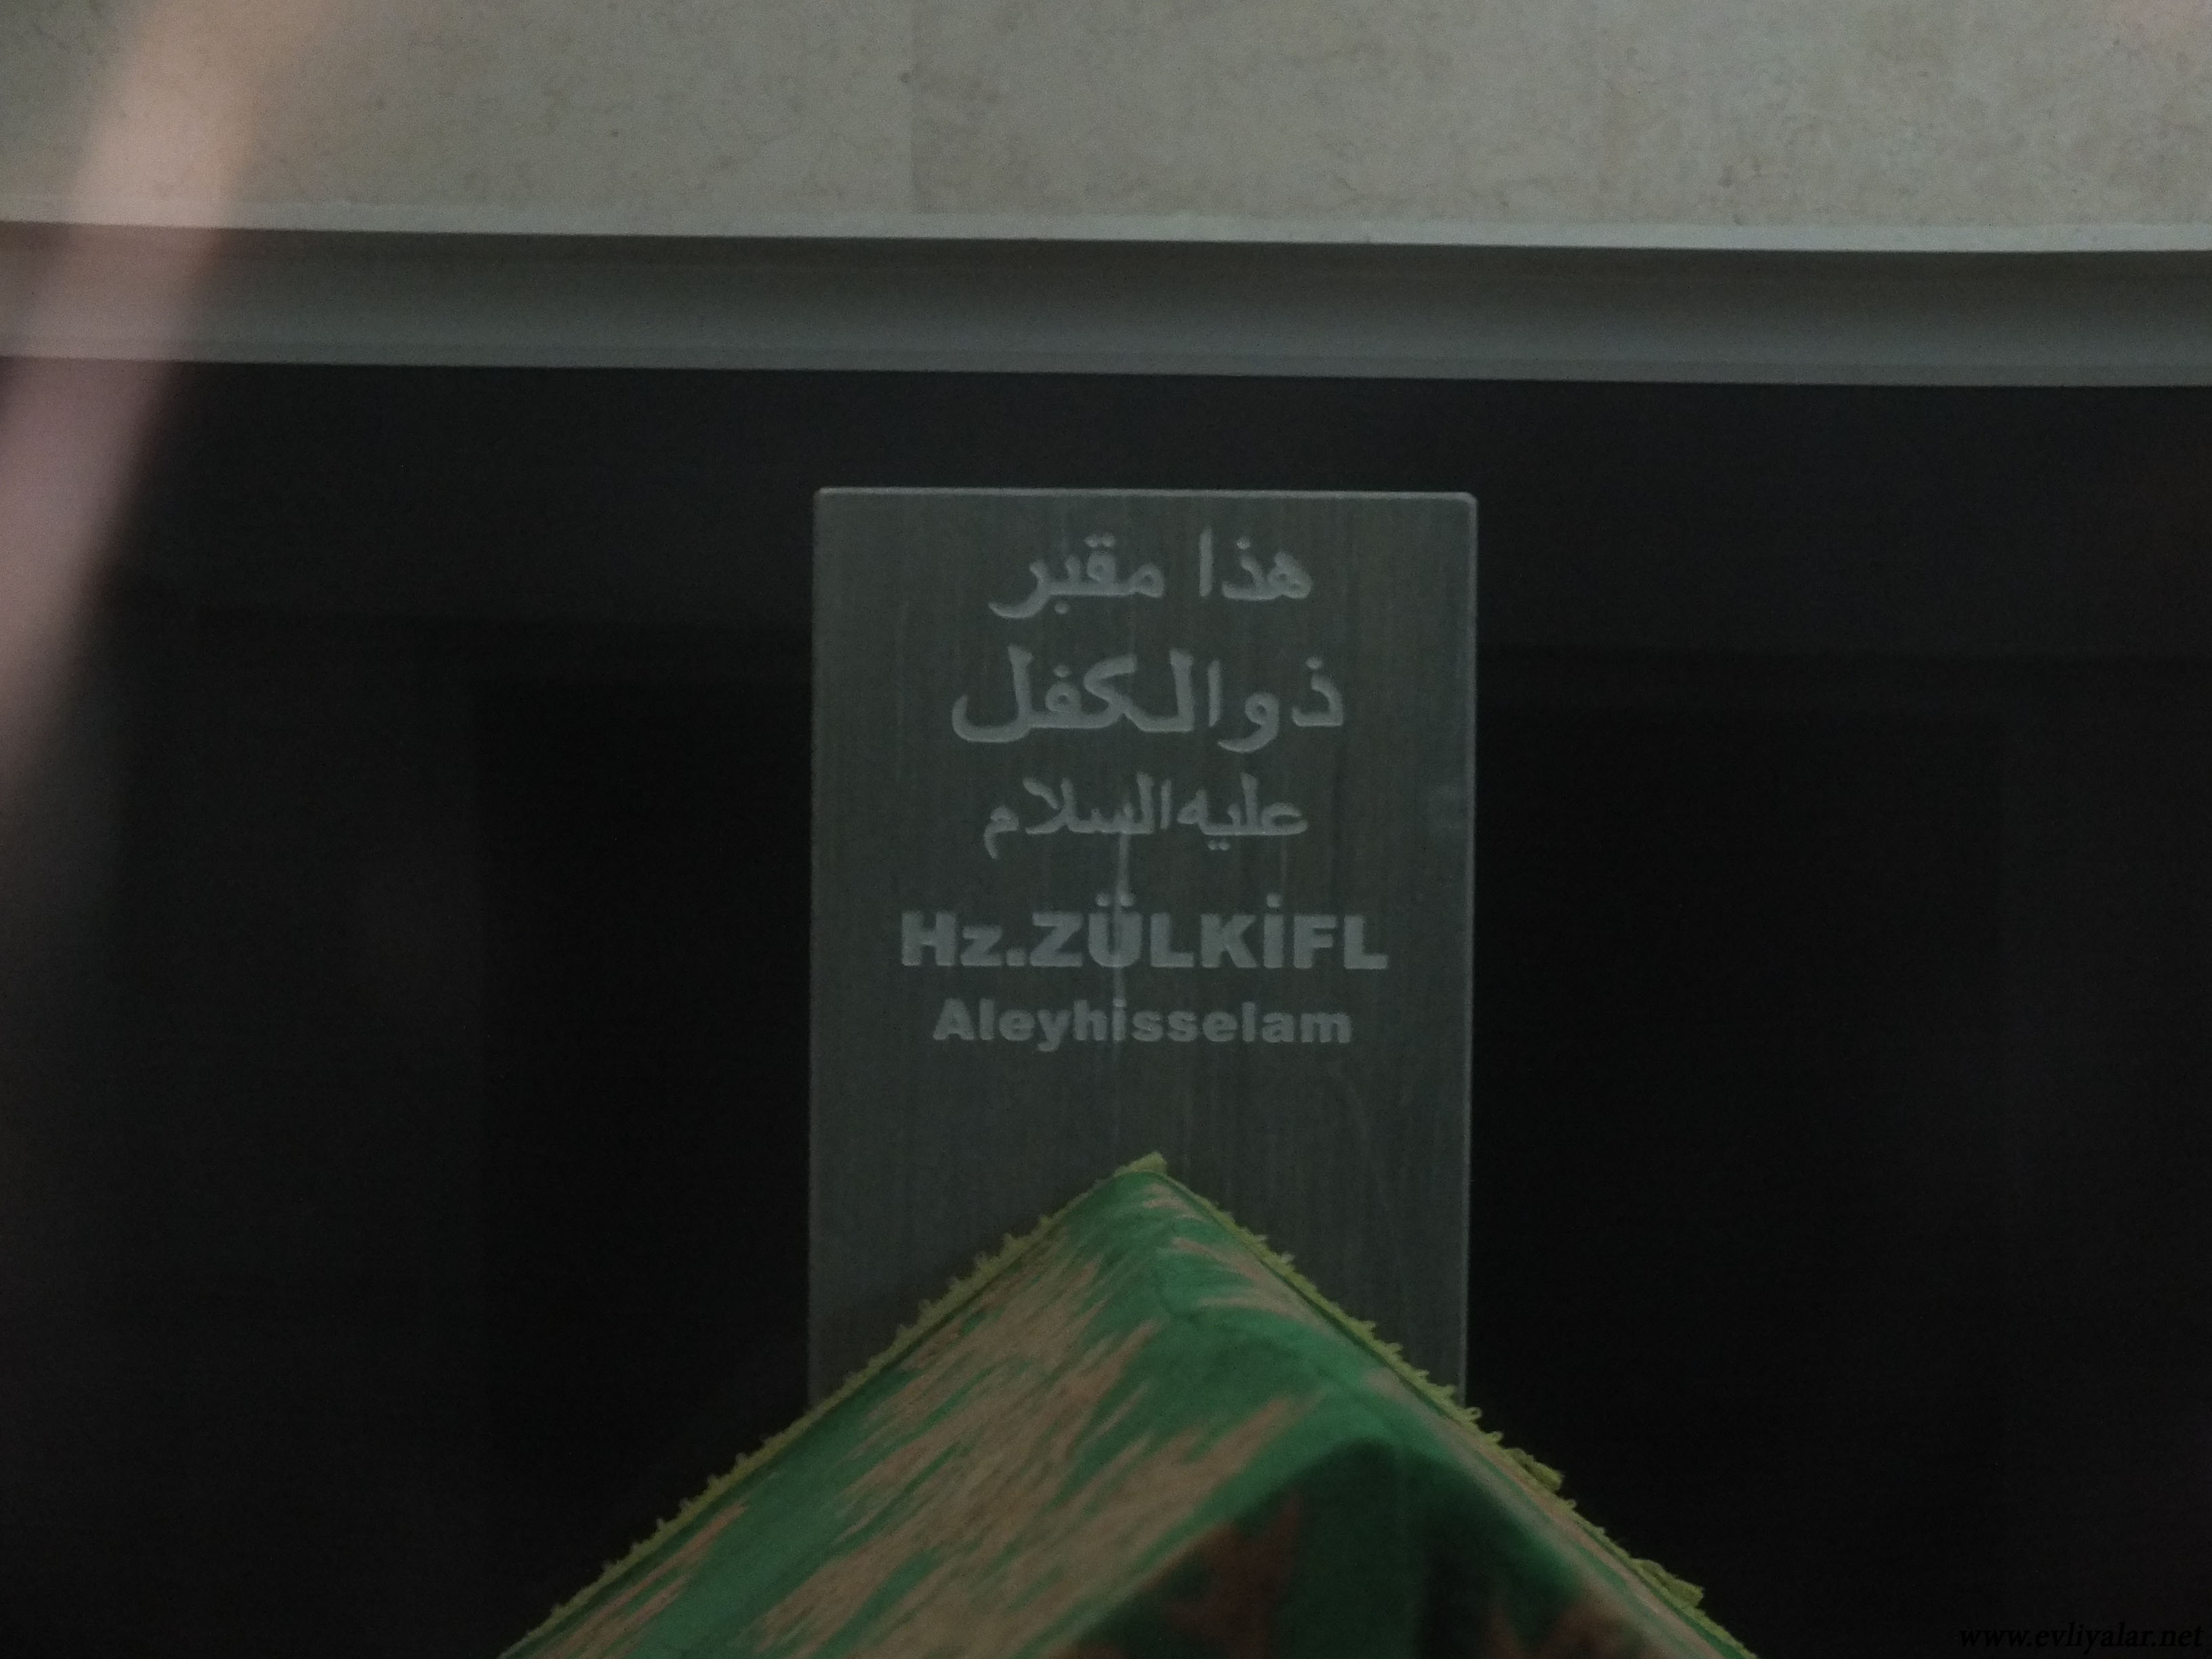 هذا مقبر
ذوالكفل
عليه السلام
Hz.ZÜLKİFL
Aleyhisselam
www.evliyalar.net